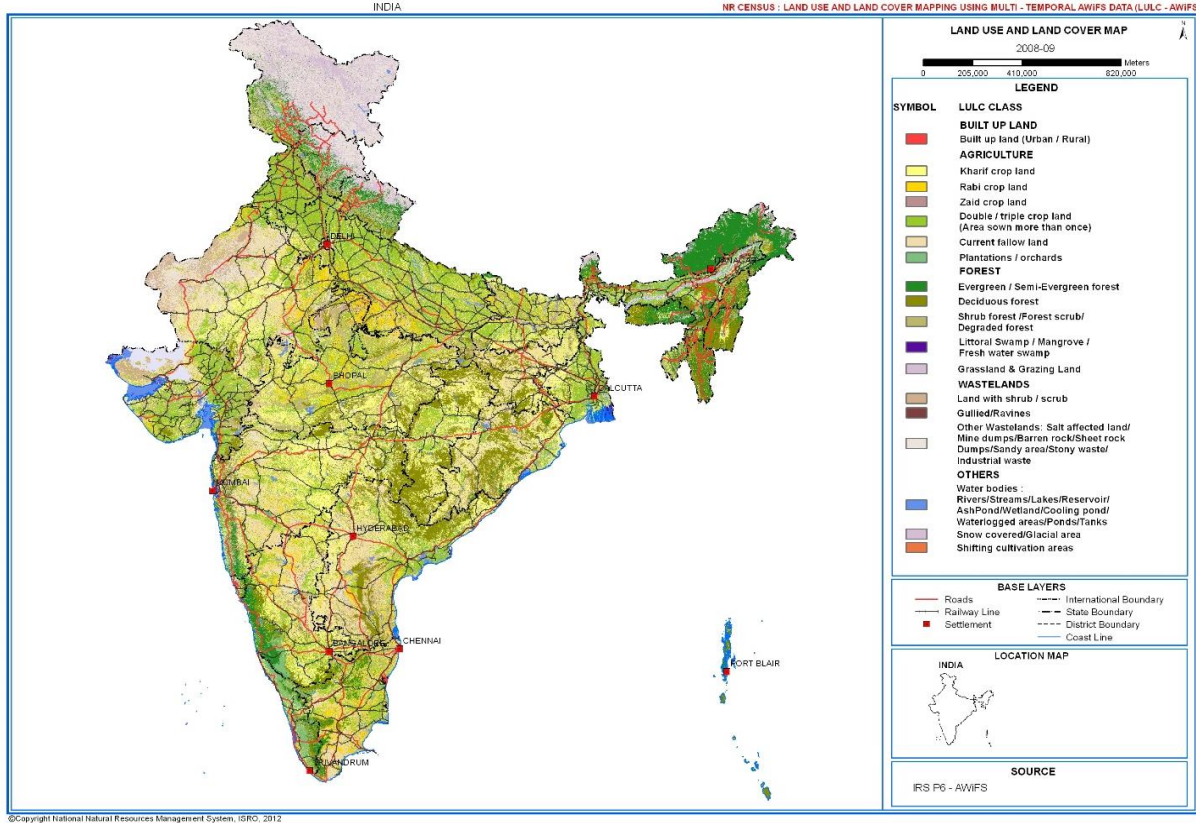 INDIA
NR CENSUS : LAND USE AND LAND COVER MAPPING USING MULTI - TEMPORAL AWiFS DATA (LULC - AWiFS
LAND USE AND LAND COVER MAP
N
2008-09
Meters
0 205,000 410,000 820,000
LEGEND
SYMBOL LULC CLASS
BUILT UP LAND
Built up land (Urban / Rural)
AGRICULTURE
Kharif crop land
Rabi crop land
Zaid crop land
Double / triple crop land
(Area sown more than once)
Current fallow land
Plantations / orchards
FOREST
Evergreen / Semi-Evergreen forest
Deciduous forest
Shrub forest /Forest scrub/
Degraded forest
Littoral Swamp / Mangrove /
Fresh water swamp
Grassland & Grazing Land
WASTELANDS
Land with shrub / scrub
Gullied/Ravines
Other Wastelands: Salt affected land/
Mine dumps/Barren rock/Sheet rock
Dumps/Sandy area/Stony waste/
Industrial waste
OTHERS
Water bodies :
Rivers/Streams/Lakes/Reservoir/
AshPond/Wetland/Cooling pond/
Waterlogged areas/Ponds/Tanks
Snow covered/Glacial area
Shifting cultivation areas
BASE LAYERS
Roads International Boundary
Railway Line State Boundary
Settlement District Boundary
Coast Line
LOCATION MAP
INDIA
SOURCE
IRS P6 - AWiFS
DELHI
BHOPAL
CALCUTTA
MUMBAI
HYDERABAD
BANGALORE
CHENNAI
PORT BLAIR
©Copyright National Natural Resources Management System, ISRO, 2012